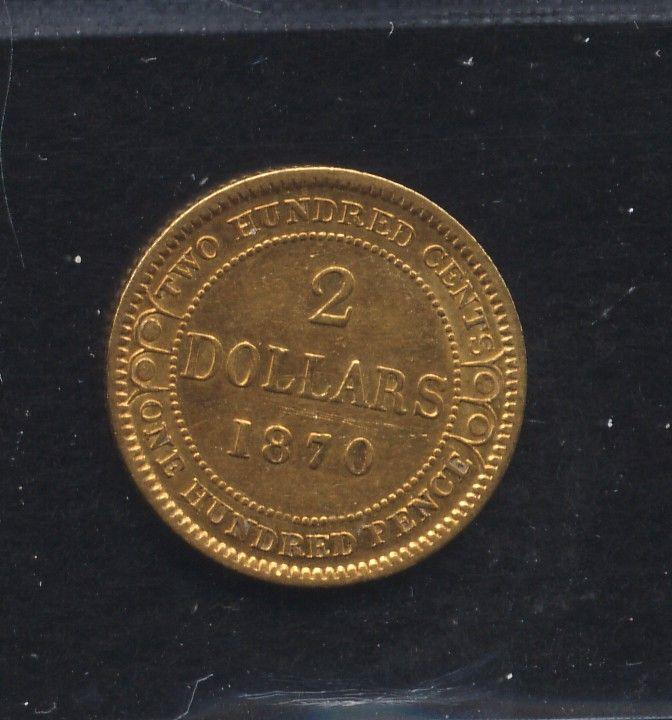 TWO HUNDRED CENTS
2
DOLLARS
1870
ONE HUNDRED PENCE